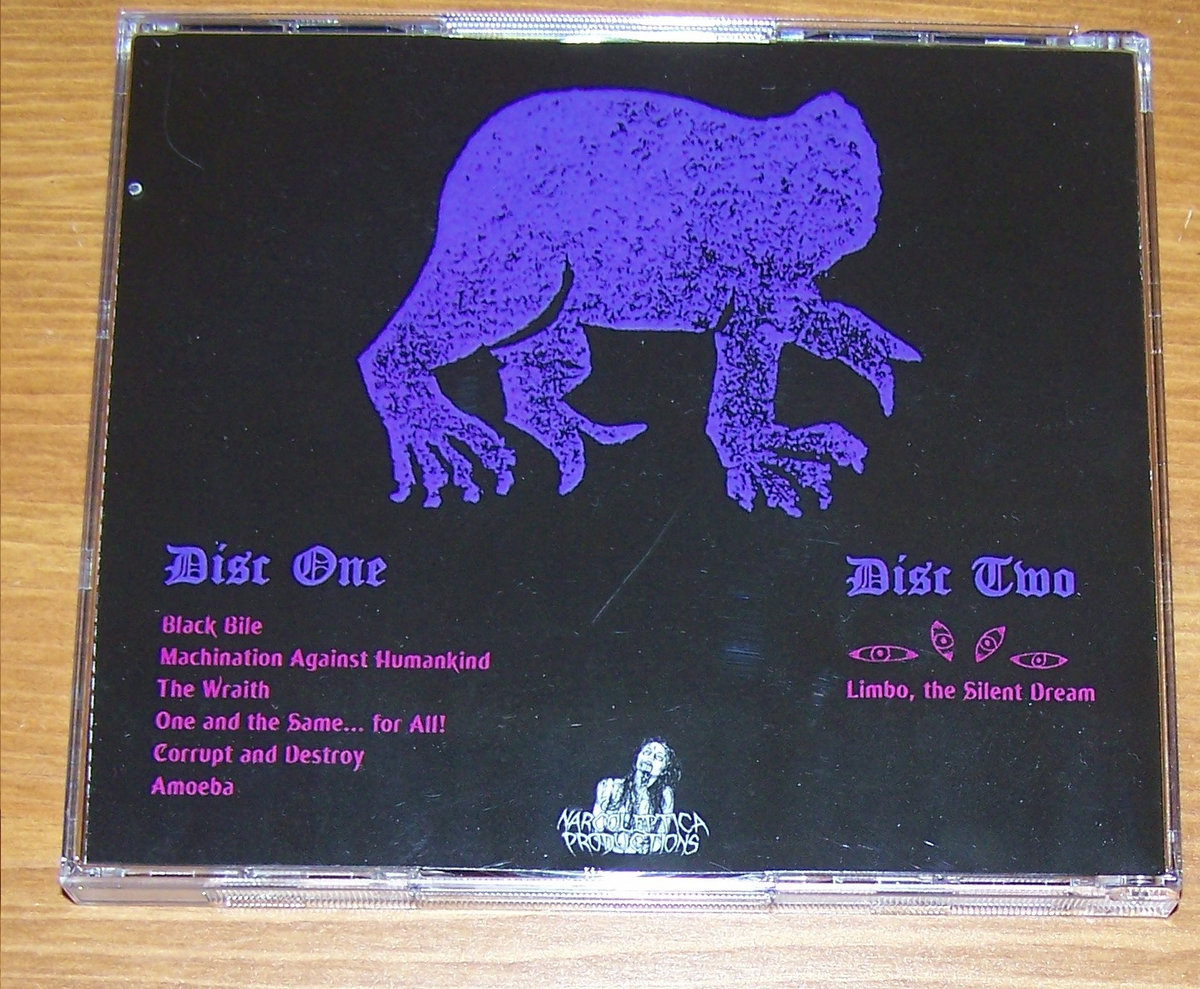 Disc One
Black Bile
Machination Against Humankind
The Wraith
One and the Same... for All!
Corrupt and Destroy
Amoeba
Disc Two
Limbo, the Silent Dream
NARCOLEPTICA
PRODUCTIONS